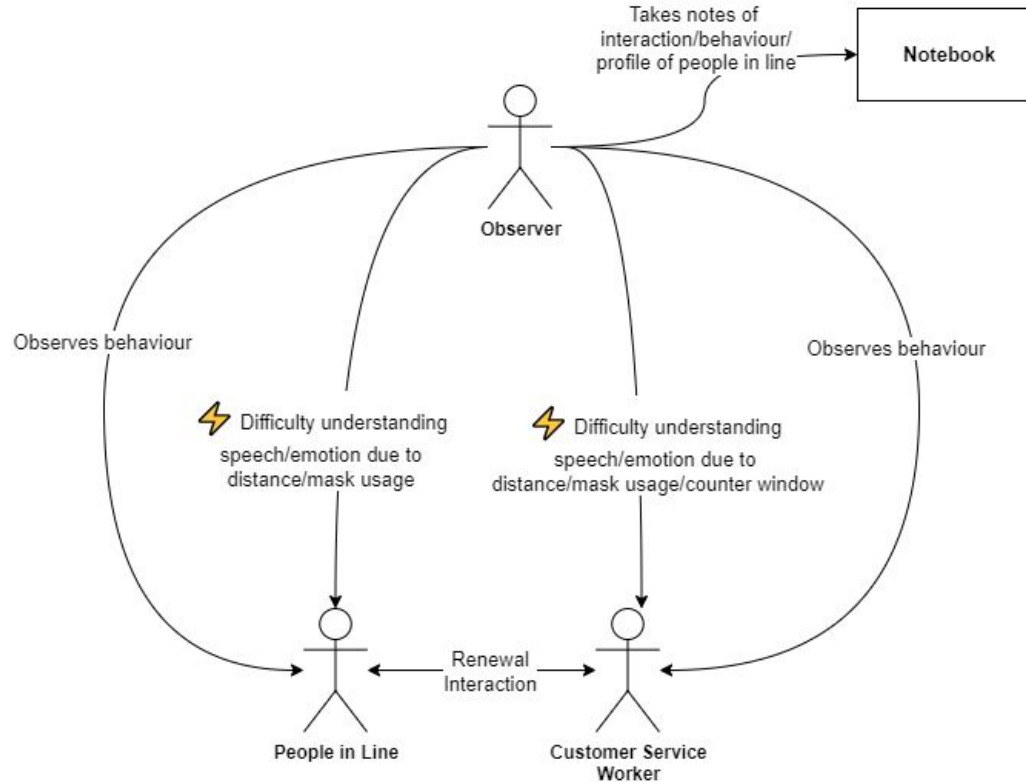 Takes notes of
interaction/behaviour/
profile of people in line
Notebook
Observer
Observes behaviour
Observes behaviour
Difficulty understanding
speech/emotion due to
distance/mask usage
Difficulty understanding
speech/emotion due to
distance/mask usage/counter window
Renewal
Interaction
People in Line
Customer Service
Worker